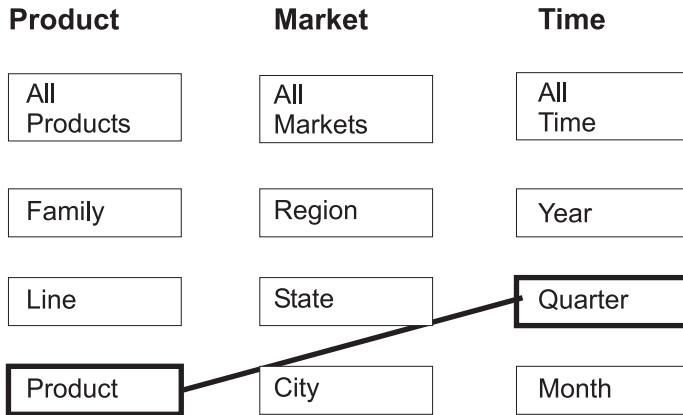 Product Market Time
All
Products
All
Markets
All
Time
Family Region Year
Line State Quarter
Product City Month